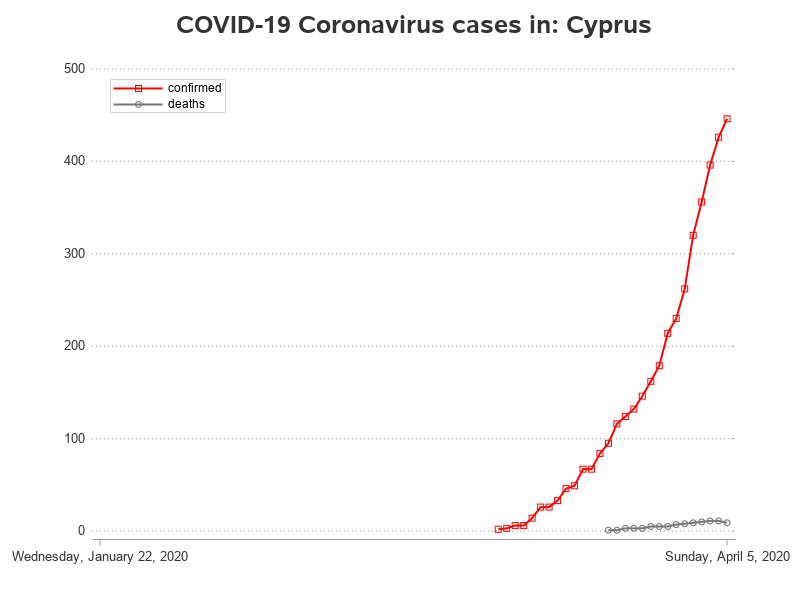 COVID-19 Coronavirus cases in: Cyprus
500
confirmed
deaths
400
300
200
100
0
Wednesday, January 22, 2020
Sunday, April 5, 2020